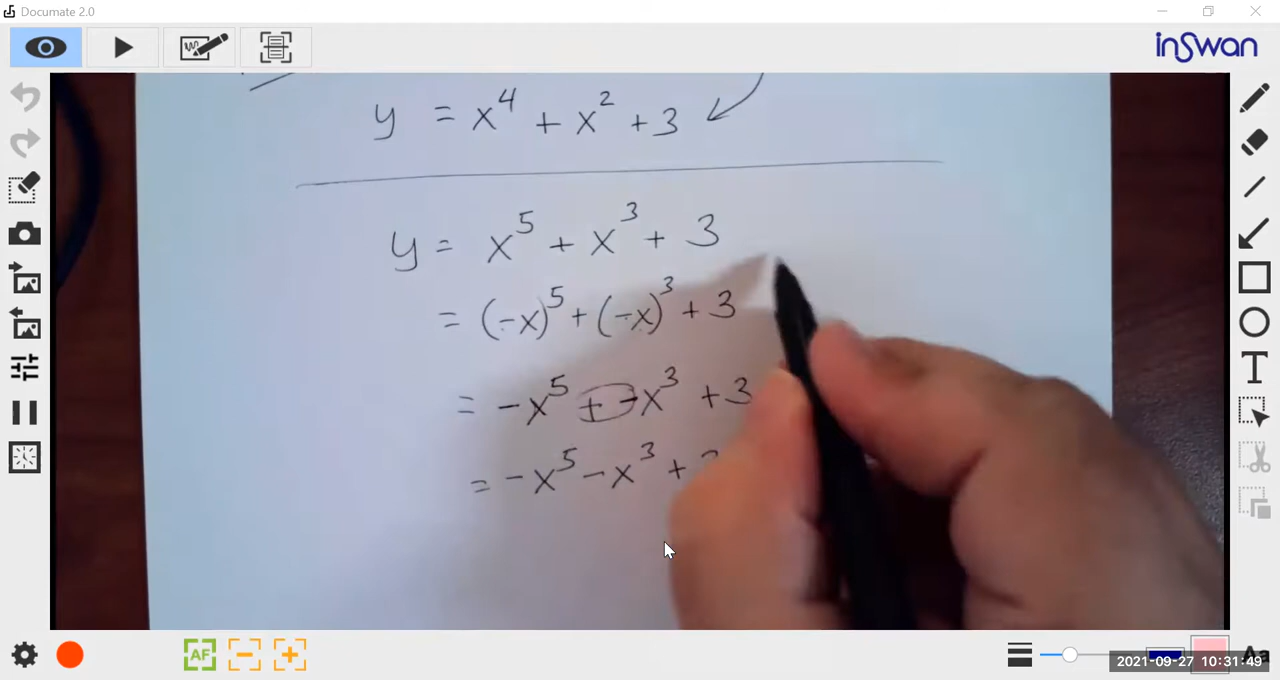 Documate 2.0
inSwan
y = x⁴ + x² + 3
y = x⁵ + x³ + 3
= (-x)⁵ + (-x)³ + 3
= -x⁵ + -x³ + 3
= -x⁵ - x³ +
T
AF
Aa
2021-09-27 10:31:49